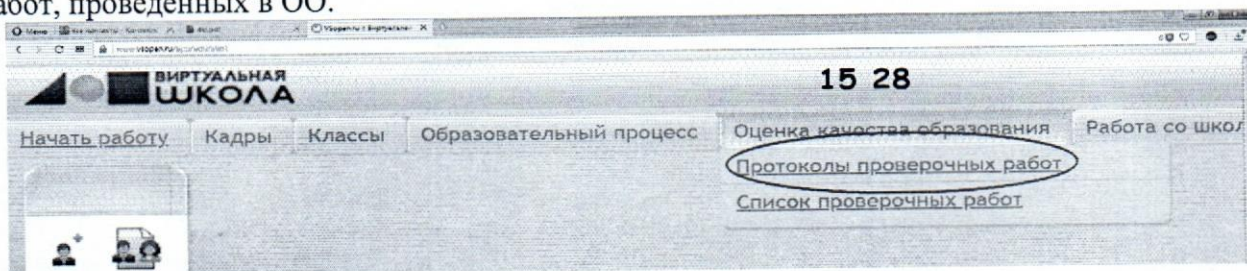 работ, проведенных в ОО.
ВИРТУАЛЬНАЯ
ШКОЛА
15 28
Начать работу Кадры Классы Образовательный процесс Оценка качества образования Работа со школ
Протоколы проверочных работ
Список проверочных работ